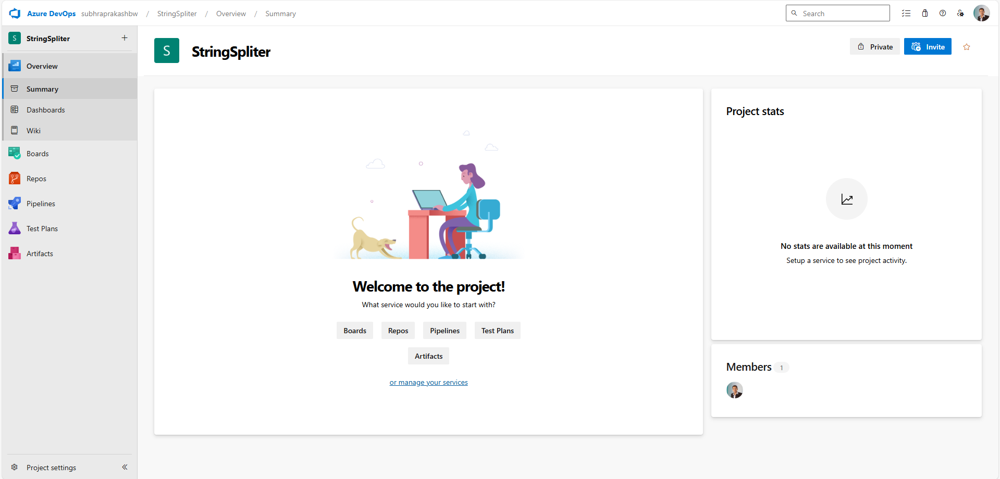 Azure DevOps subhraprakashbw / StringSpliter / Overview / Summary
Search
S StringSpliter +
Overview
Summary
Dashboards
Wiki
Boards
Repos
Pipelines
Test Plans
Artifacts
Project settings
S StringSpliter
Private
Invite
Welcome to the project!
What service would you like to start with?
Boards Repos Pipelines Test Plans
Artifacts
or manage your services
Project stats
No stats are available at this moment
Setup a service to see project activity.
Members 1